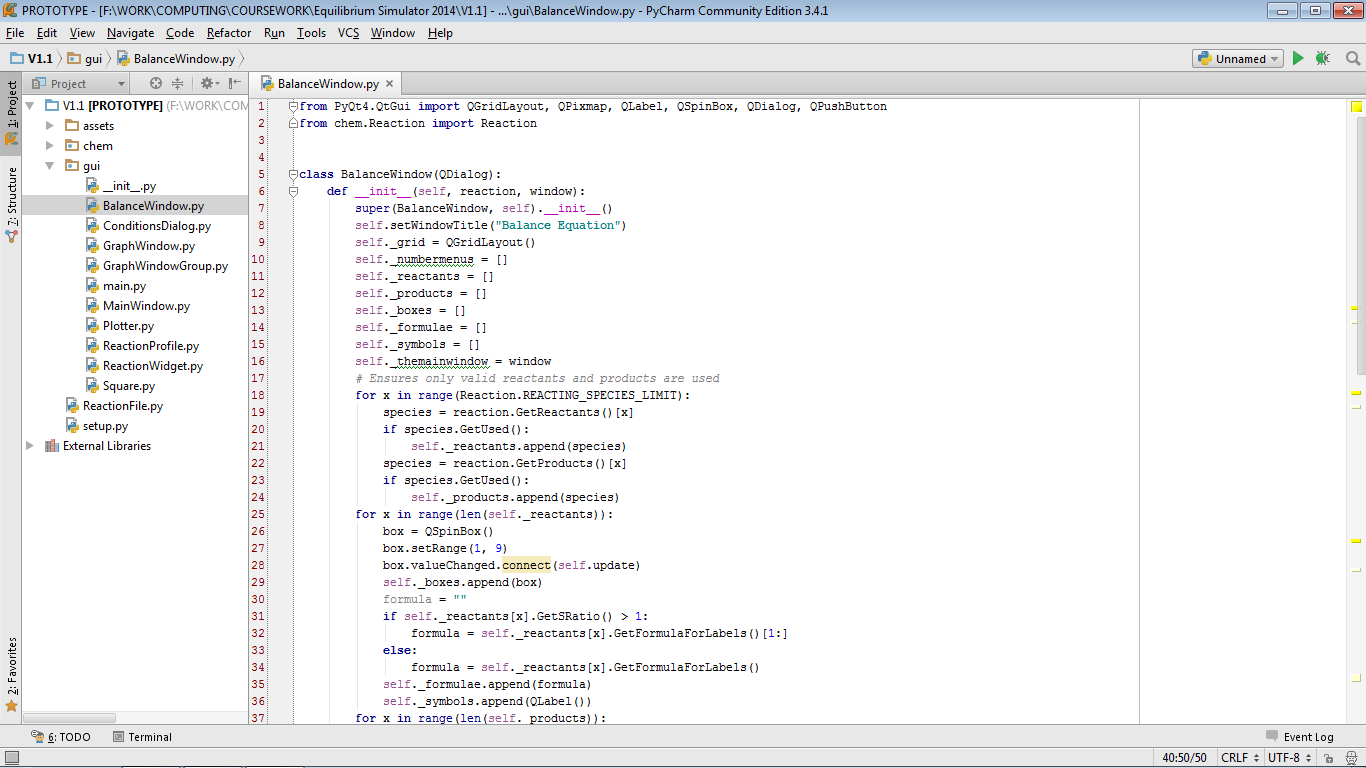 PROTOTYPE - [F:\WORK\COMPUTING\COURSEWORK\Equilibrium Simulator 2014\V1.1] - ...\gui\BalanceWindow.py - PyCharm Community Edition 3.4.1
File Edit View Navigate Code Refactor Run Tools VCS Window Help
V1.1 gui BalanceWindow.py Unnamed
1: Project
7: Structure
2: Favorites
Project
V1.1 [PROTOTYPE] (F:\WORK\COM
assets
chem
gui
__init__.py
BalanceWindow.py
ConditionsDialog.py
GraphWindow.py
GraphWindowGroup.py
main.py
MainWindow.py
Plotter.py
ReactionProfile.py
ReactionWidget.py
Square.py
ReactionFile.py
setup.py
External Libraries
BalanceWindow.py
1 from PyQt4.QtGui import QGridLayout, QPixmap, QLabel, QSpinBox, QDialog, QPushButton
2 from chem.Reaction import Reaction
3
4
5 class BalanceWindow(QDialog):
6     def __init__(self, reaction, window):
7         super(BalanceWindow, self).__init__()
8         self.setWindowTitle("Balance Equation")
9         self._grid = QGridLayout()
10         self._numbermenus = []
11         self._reactants = []
12         self._products = []
13         self._boxes = []
14         self._formulae = []
15         self._symbols = []
16         self._themainwindow = window
17         # Ensures only valid reactants and products are used
18         for x in range(Reaction.REACTING_SPECIES_LIMIT):
19             species = reaction.GetReactants()[x]
20             if species.GetUsed():
21                 self._reactants.append(species)
22             species = reaction.GetProducts()[x]
23             if species.GetUsed():
24                 self._products.append(species)
25         for x in range(len(self._reactants)):
26             box = QSpinBox()
27             box.setRange(1, 9)
28             box.valueChanged.connect(self.update)
29             self._boxes.append(box)
30             formula = ""
31             if self._reactants[x].GetSRatio() > 1:
32                 formula = self._reactants[x].GetFormulaForLabels()[1:]
33             else:
34                 formula = self._reactants[x].GetFormulaForLabels()
35             self._formulae.append(formula)
36             self._symbols.append(QLabel())
37         for x in range(len(self._products)):
6: TODO Terminal Event Log
40:50/50 CRLF UTF-8